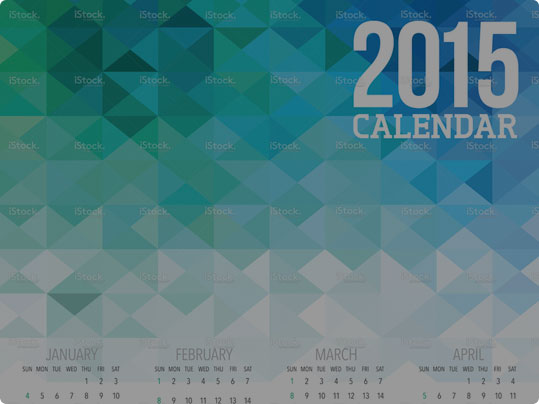 2015
CALENDAR
JANUARY FEBRUARY MARCH APRIL
SUN MON TUE WED THU FRI SAT SUN MON TUE WED THU FRI SAT SUN MON TUE WED THU FRI SAT SUN MON TUE WED THU FRI SAT
1 2 3 1 2 3 4 5 6 7 1 2 3 4 5 6 7 1 2 3 4
4 5 6 7 8 9 10 8 9 10 11 12 13 14 8 9 10 11 12 13 14 5 6 7 8 9 10 11
iStock.